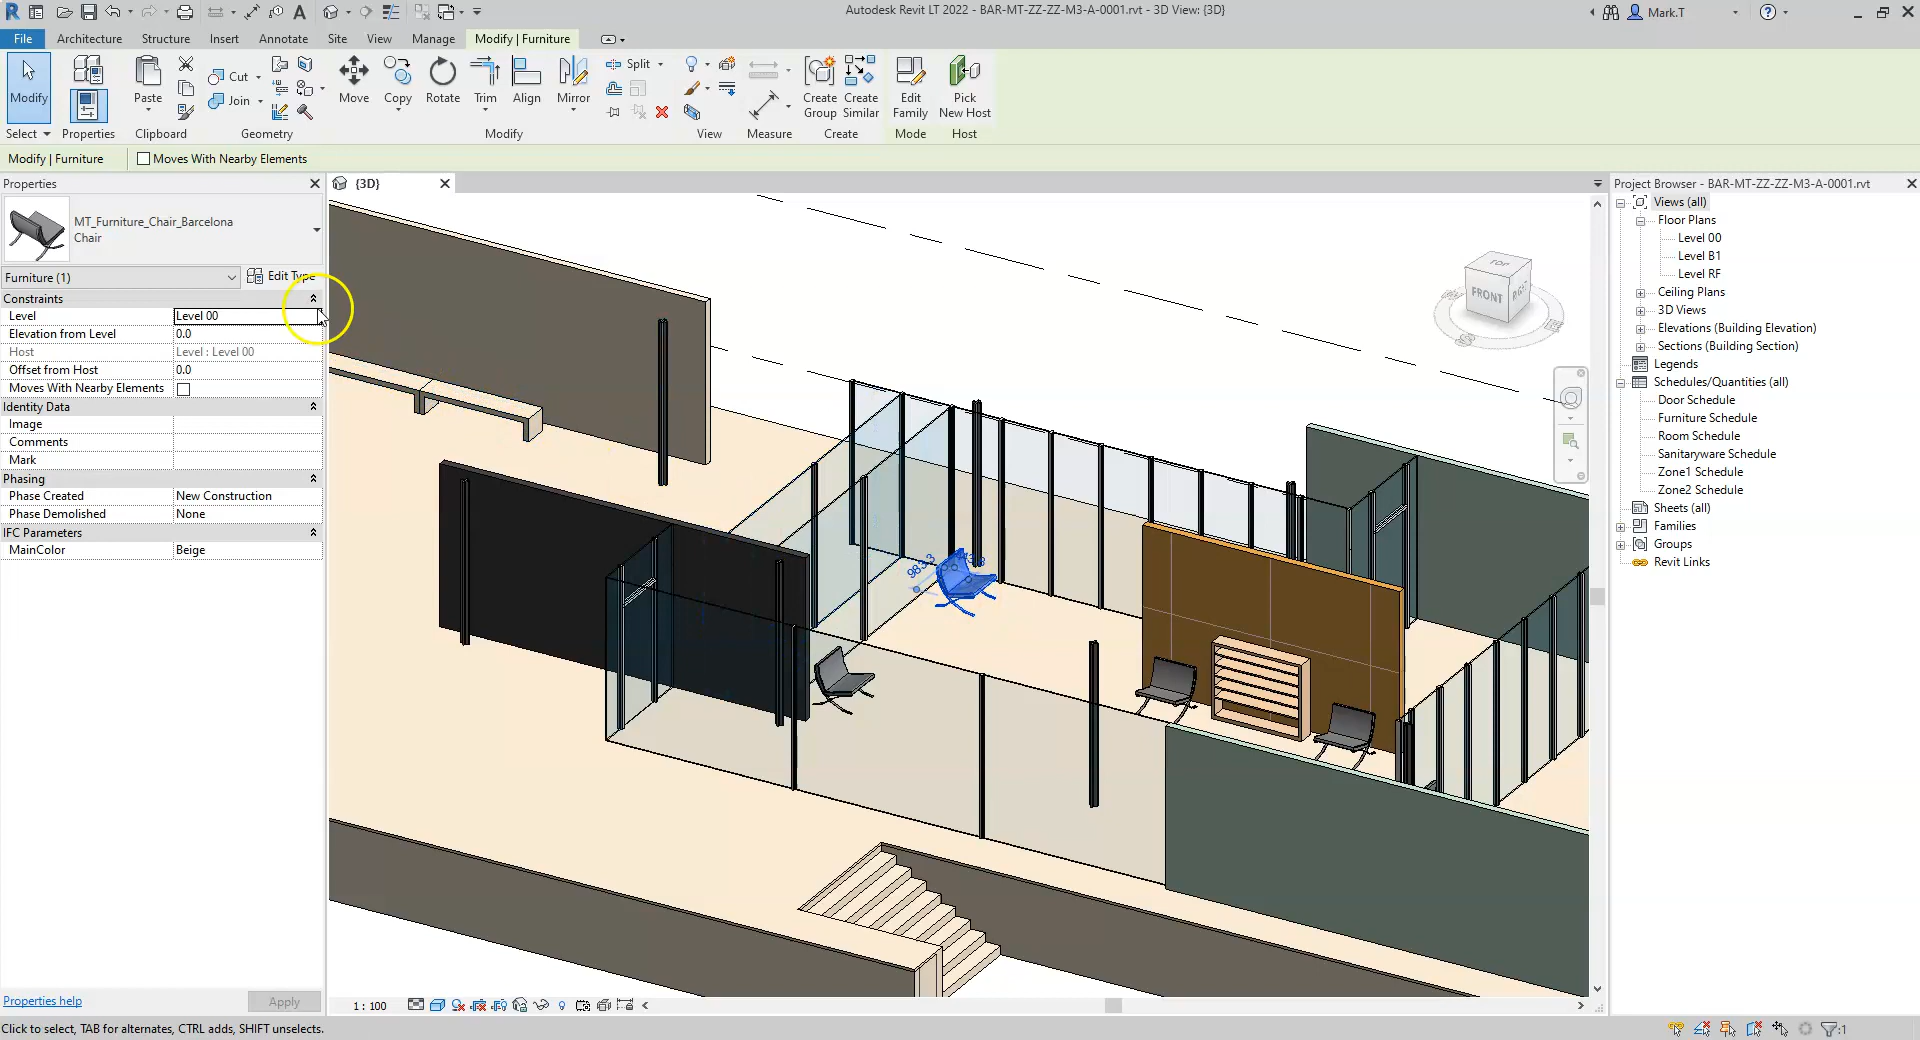 Autodesk Revit LT 2022 - BAR-MT-ZZ-ZZ-M3-A-0001.rvt - 3D View: {3D}
Mark.T
File Architecture Structure Insert Annotate Site View Manage Modify | Furniture
Modify
Paste
Cut
Join
Move Copy Rotate Trim Align Mirror
Split
Create Group
Create Similar
Edit Family
Pick New Host
Select Properties Clipboard Geometry Modify View Measure Create Mode Host
Modify | Furniture Moves With Nearby Elements
Properties
MT_Furniture_Chair_Barcelona
Chair
Furniture (1) Edit Type
Constraints
Level Level 00
Elevation from Level 0.0
Host Level : Level 00
Offset from Host 0.0
Moves With Nearby Elements
Identity Data
Image
Comments
Mark
Phasing
Phase Created New Construction
Phase Demolished None
IFC Parameters
MainColor Beige
Properties help Apply
{3D}
TOP
FRONT
983.3
1 : 100
Project Browser - BAR-MT-ZZ-ZZ-M3-A-0001.rvt
Views (all)
Floor Plans
Level 00
Level B1
Level RF
Ceiling Plans
3D Views
Elevations (Building Elevation)
Sections (Building Section)
Legends
Schedules/Quantities (all)
Door Schedule
Furniture Schedule
Room Schedule
Sanitaryware Schedule
Zone1 Schedule
Zone2 Schedule
Sheets (all)
Families
Groups
Revit Links
Click to select, TAB for alternates, CTRL adds, SHIFT unselects.
:1